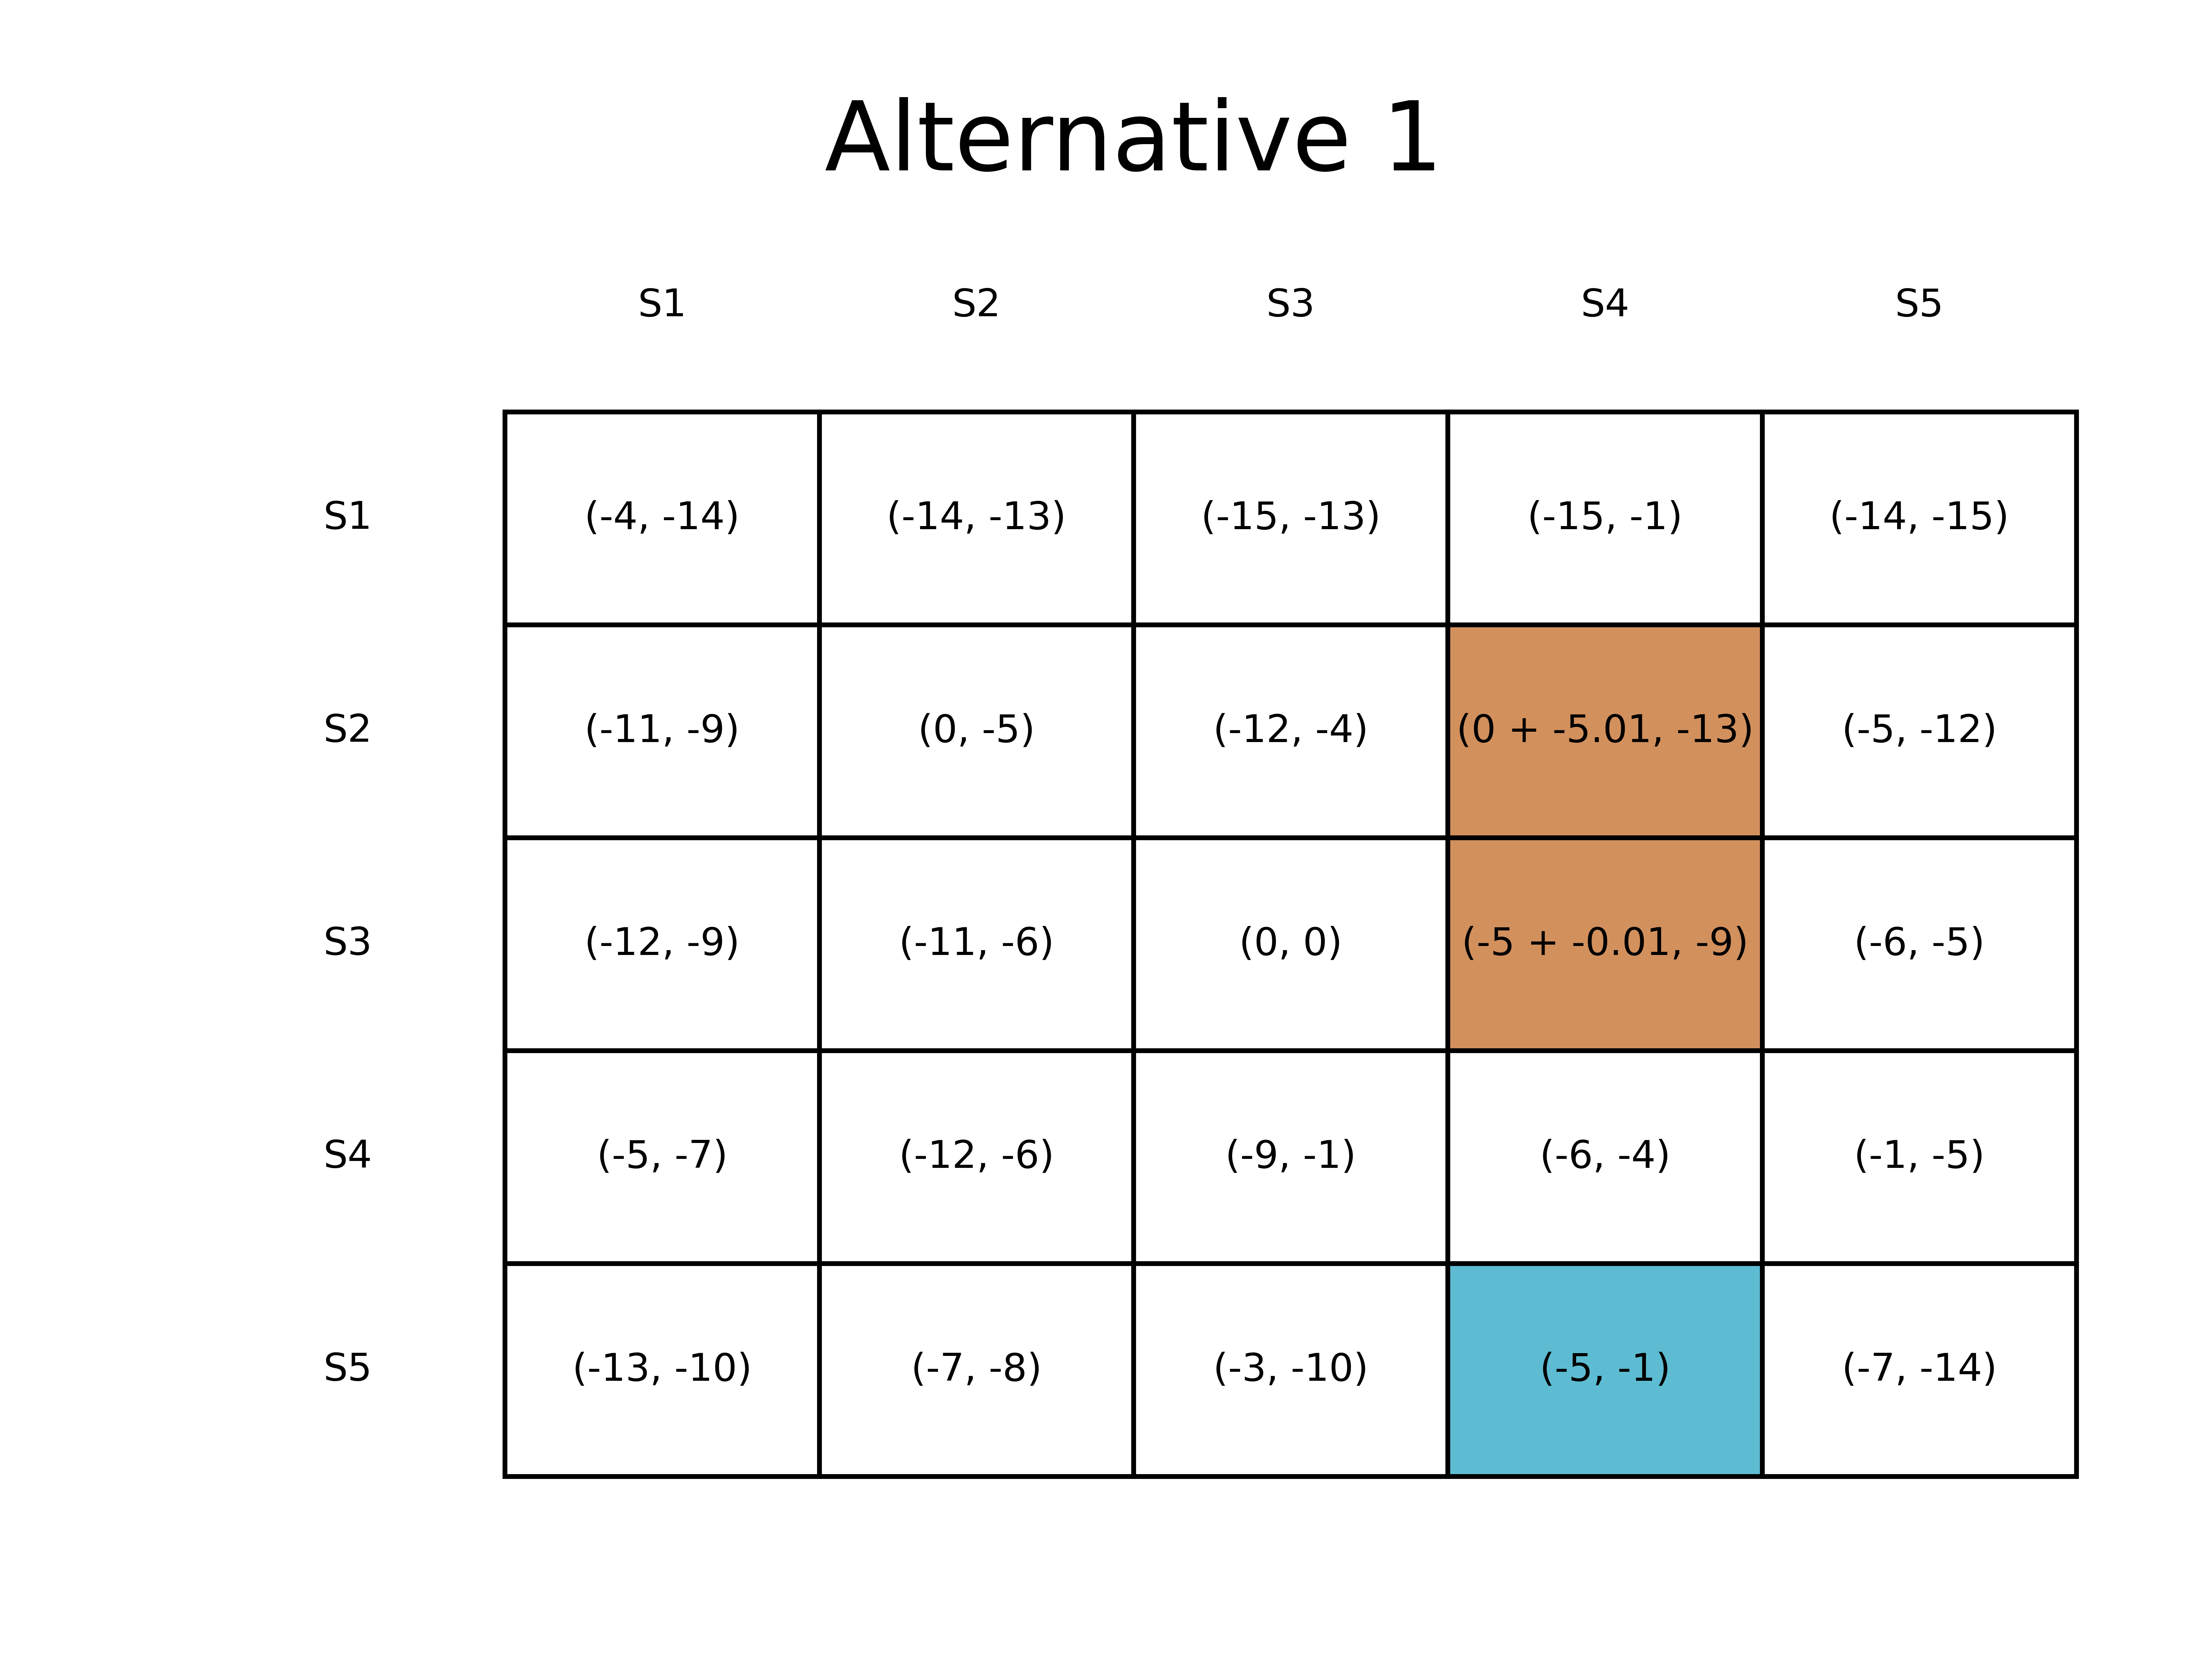 Alternative 1
S1 S2 S3 S4 S5
S1 (-4, -14) (-14, -13) (-15, -13) (-15, -1) (-14, -15)
S2 (-11, -9) (0, -5) (-12, -4) (0 + -5.01, -13) (-5, -12)
S3 (-12, -9) (-11, -6) (0, 0) (-5 + -0.01, -9) (-6, -5)
S4 (-5, -7) (-12, -6) (-9, -1) (-6, -4) (-1, -5)
S5 (-13, -10) (-7, -8) (-3, -10) (-5, -1) (-7, -14)